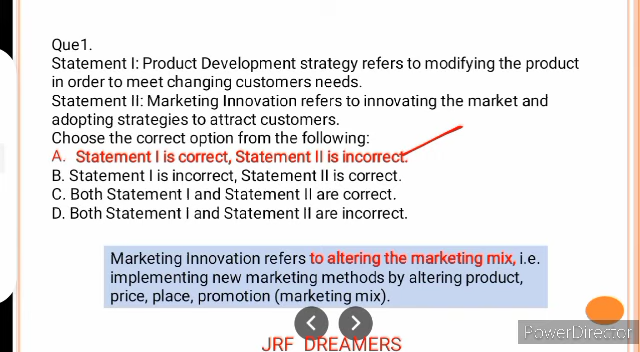 Que1.
Statement I: Product Development strategy refers to modifying the product
in order to meet changing customers needs.
Statement II: Marketing Innovation refers to innovating the market and
adopting strategies to attract customers.
Choose the correct option from the following:
A. Statement I is correct, Statement II is incorrect.
B. Statement I is incorrect, Statement II is correct.
C. Both Statement I and Statement II are correct.
D. Both Statement I and Statement II are incorrect.
Marketing Innovation refers to altering the marketing mix, i.e.
implementing new marketing methods by altering product,
price, place, promotion (marketing mix).
PowerDirector
JRF DREAMERS